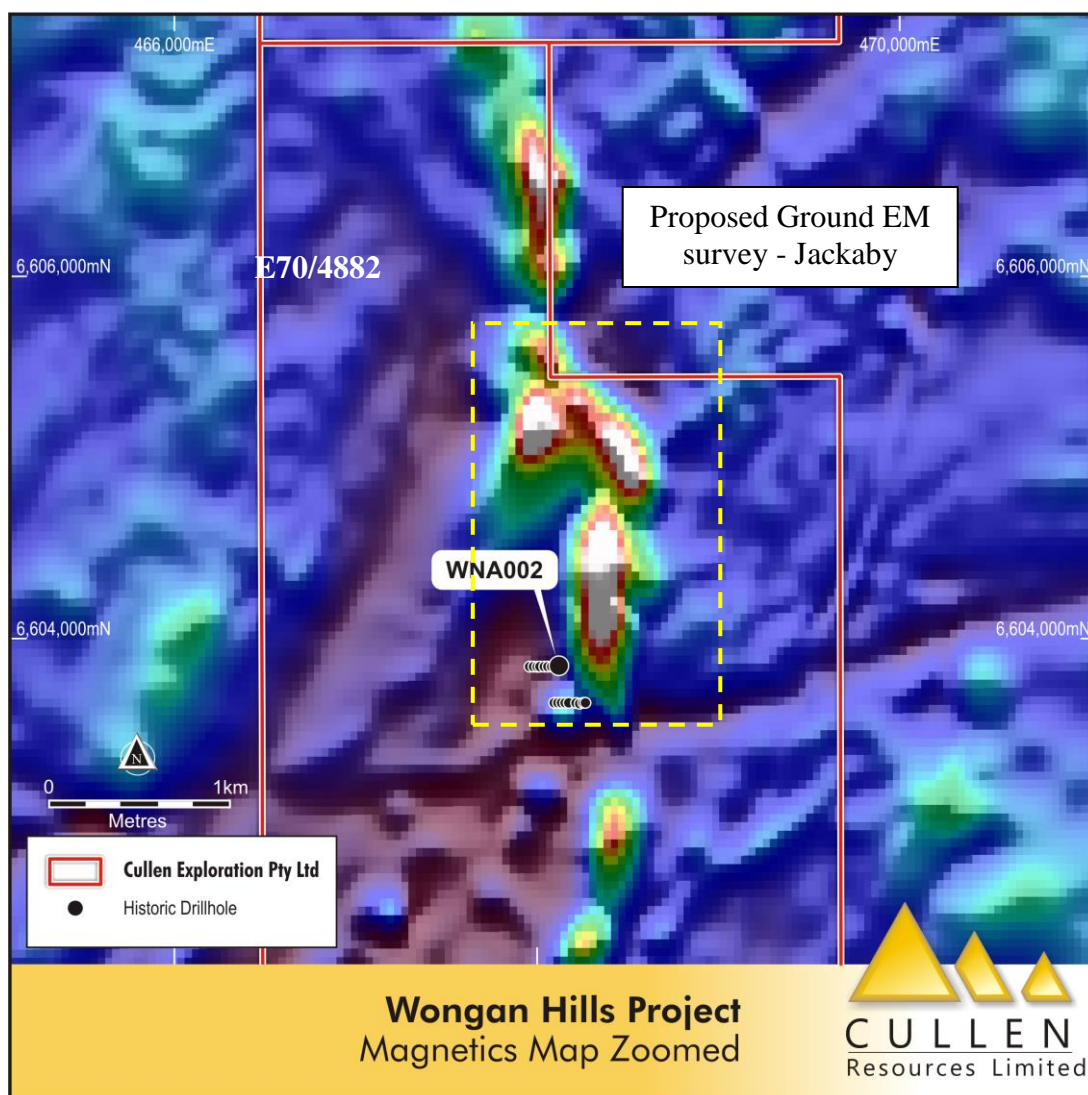 466,000mE
470,000mE
Proposed Ground EM
survey - Jackaby
E70/4882
6,606,000mN
6,606,000mN
WNA002
6,604,000mN
6,604,000mN
N
0 1km
Metres
Cullen Exploration Pty Ltd
Historic Drillhole
Wongan Hills Project
Magnetics Map Zoomed
CULLEN
Resources Limited